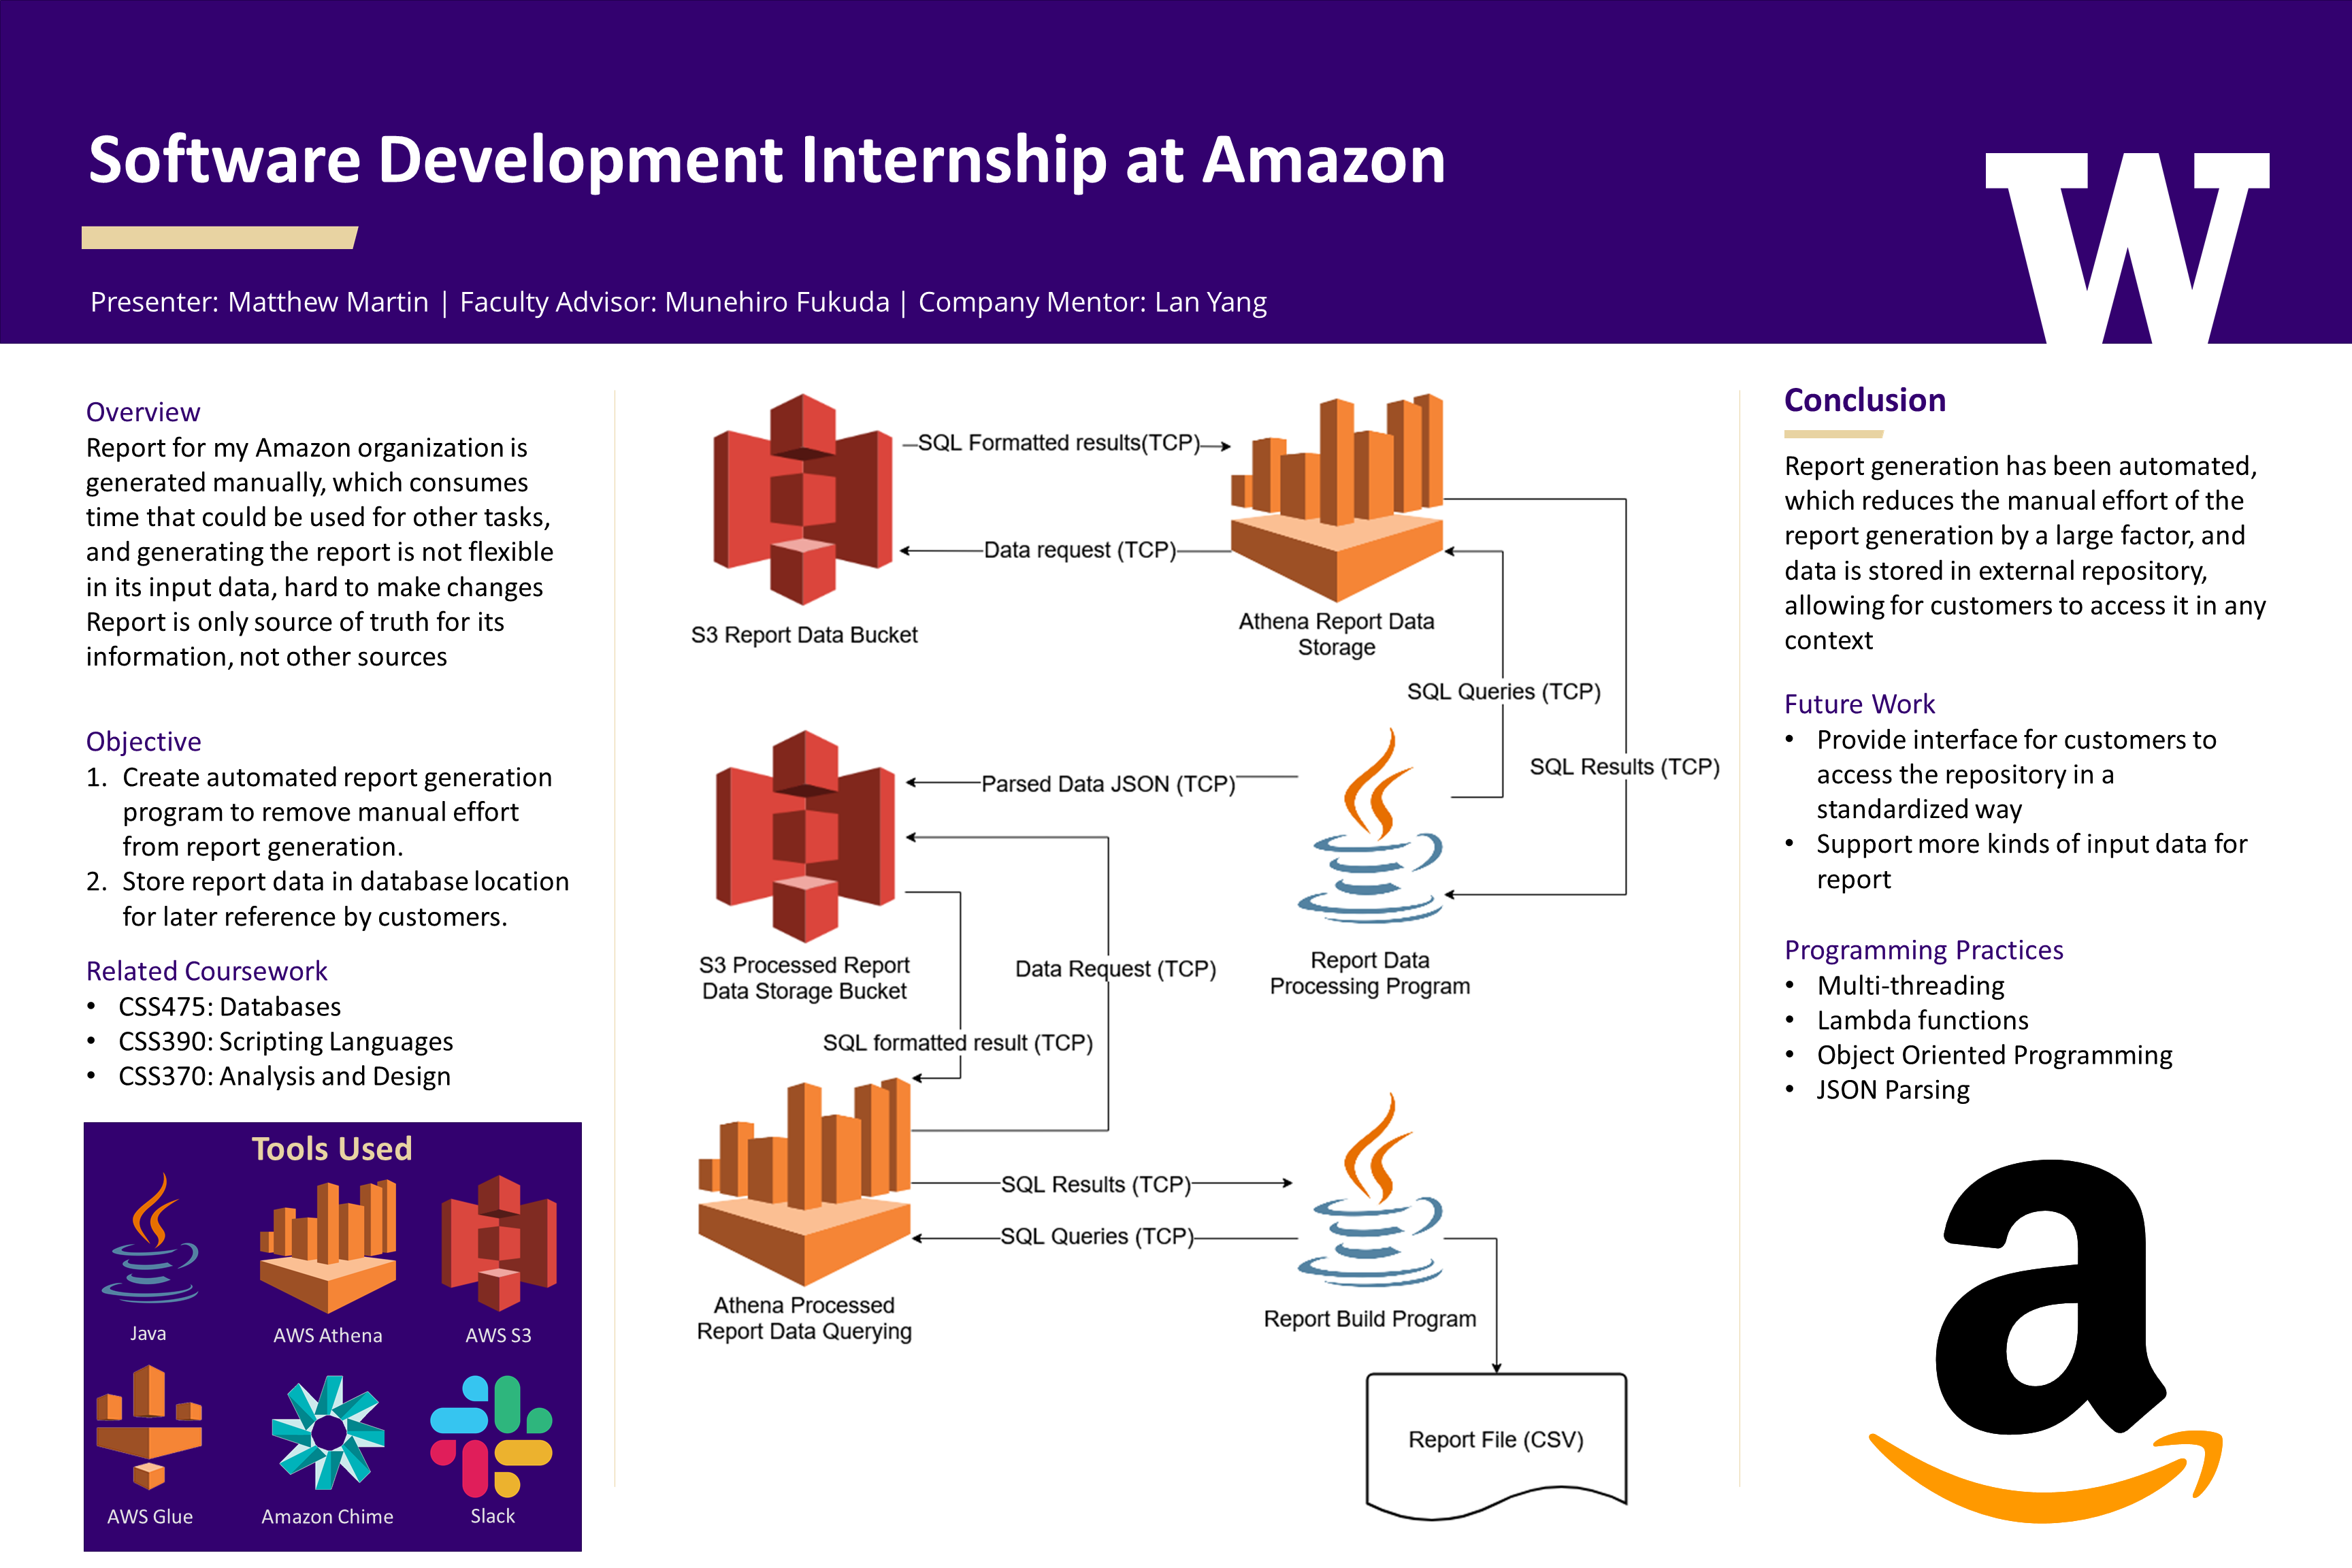 Software Development Internship at Amazon
Presenter: Matthew Martin | Faculty Advisor: Munehiro Fukuda | Company Mentor: Lan Yang
W
Overview
Report for my Amazon organization is
generated manually, which consumes
time that could be used for other tasks,
and generating the report is not flexible
in its input data, hard to make changes
Report is only source of truth for its
information, not other sources
Objective
1. Create automated report generation
program to remove manual effort
from report generation.
2. Store report data in database location
for later reference by customers.
Related Coursework
• CSS475: Databases
• CSS390: Scripting Languages
• CSS370: Analysis and Design
Tools Used
Java
AWS Athena
AWS S3
AWS Glue
Amazon Chime
Slack
SQL Formatted results(TCP)
Data request (TCP)
S3 Report Data Bucket
Athena Report Data
Storage
SQL Queries (TCP)
SQL Results (TCP)
Parsed Data JSON (TCP)
S3 Processed Report
Data Storage Bucket
Data Request (TCP)
Report Data
Processing Program
SQL formatted result (TCP)
SQL Results (TCP)
SQL Queries (TCP)
Athena Processed
Report Data Querying
Report Build Program
Report File (CSV)
Conclusion
Report generation has been automated,
which reduces the manual effort of the
report generation by a large factor, and
data is stored in external repository,
allowing for customers to access it in any
context
Future Work
• Provide interface for customers to
access the repository in a
standardized way
• Support more kinds of input data for
report
Programming Practices
• Multi-threading
• Lambda functions
• Object Oriented Programming
• JSON Parsing
a